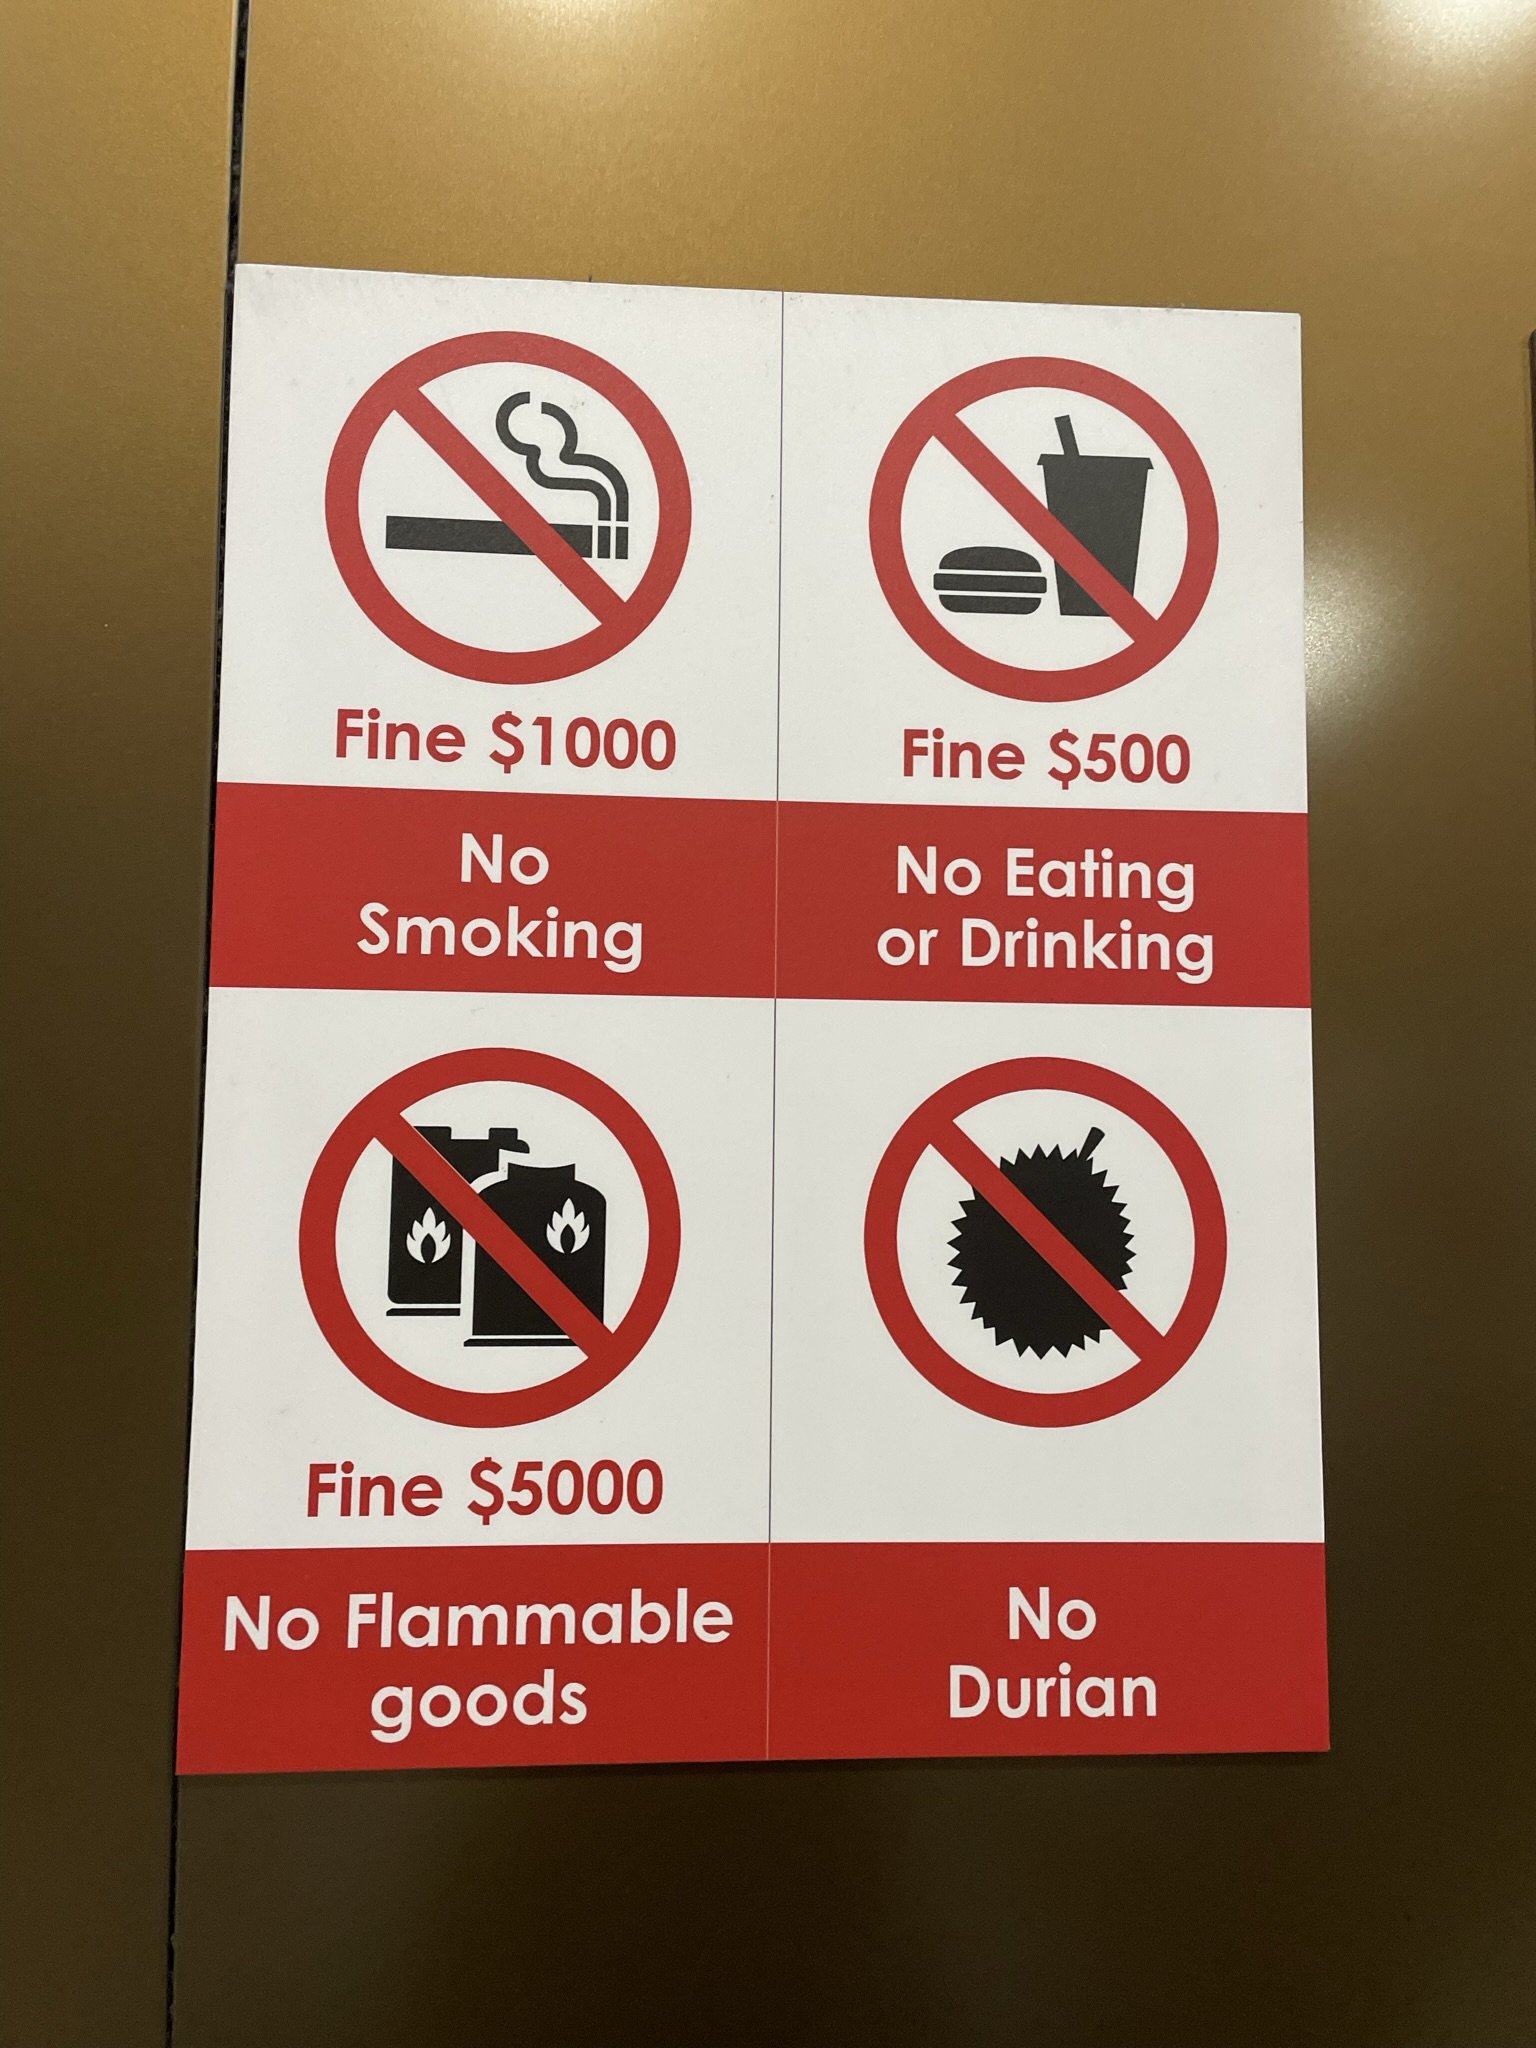 Fine $1000
No
Smoking
Fine $500
No Eating
or Drinking
Fine $5000
No Flammable
goods
No
Durian